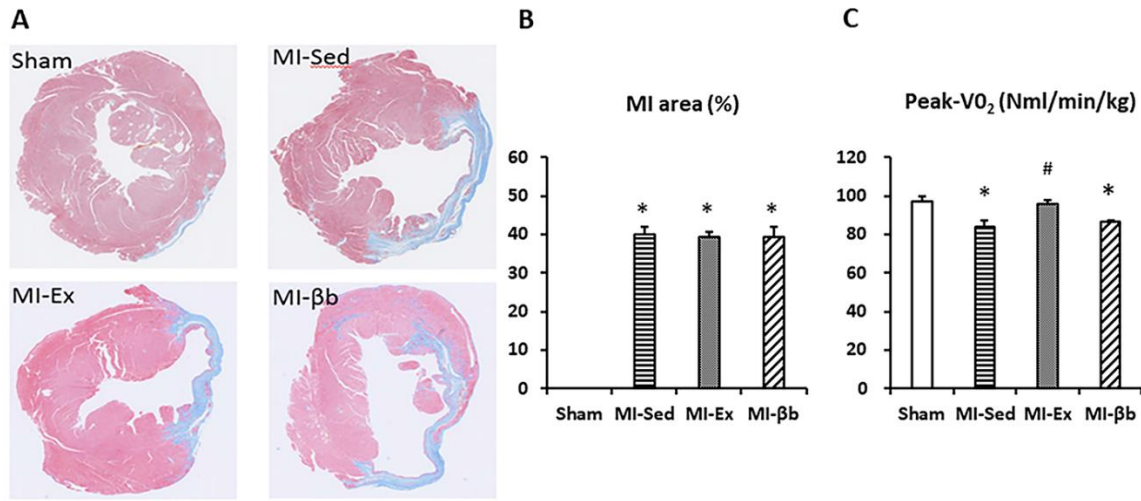 A
B
C
Sham
MI-Sed
MI-Ex
MI-βb
MI area (%)
60
50
40
30
20
10
0
*
*
*
Sham MI-Sed MI-Ex MI-βb
Peak-V0₂ (Nml/min/kg)
120
100
80
60
40
20
0
*
#
*
Sham MI-Sed MI-Ex MI-βb